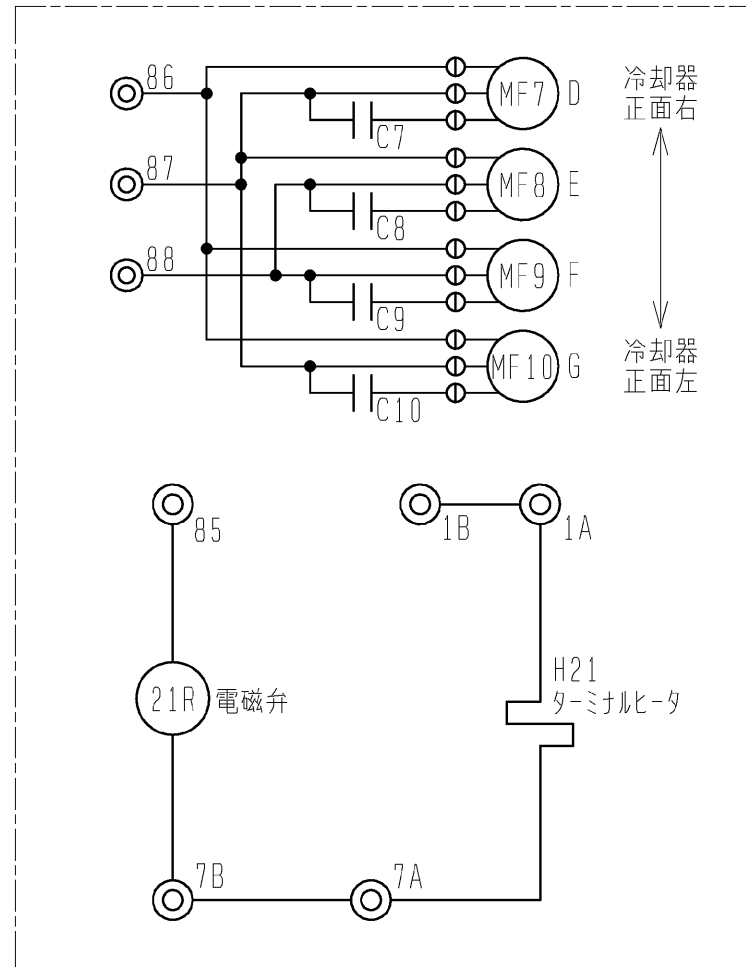 86
MF7 D
冷却器
正面右
C7
87
MF8 E
C8
88
MF9 F
C9
冷却器
正面左
MF10 G
C10
85
1B
1A
H21
ターミナルヒータ
21R 電磁弁
7B
7A